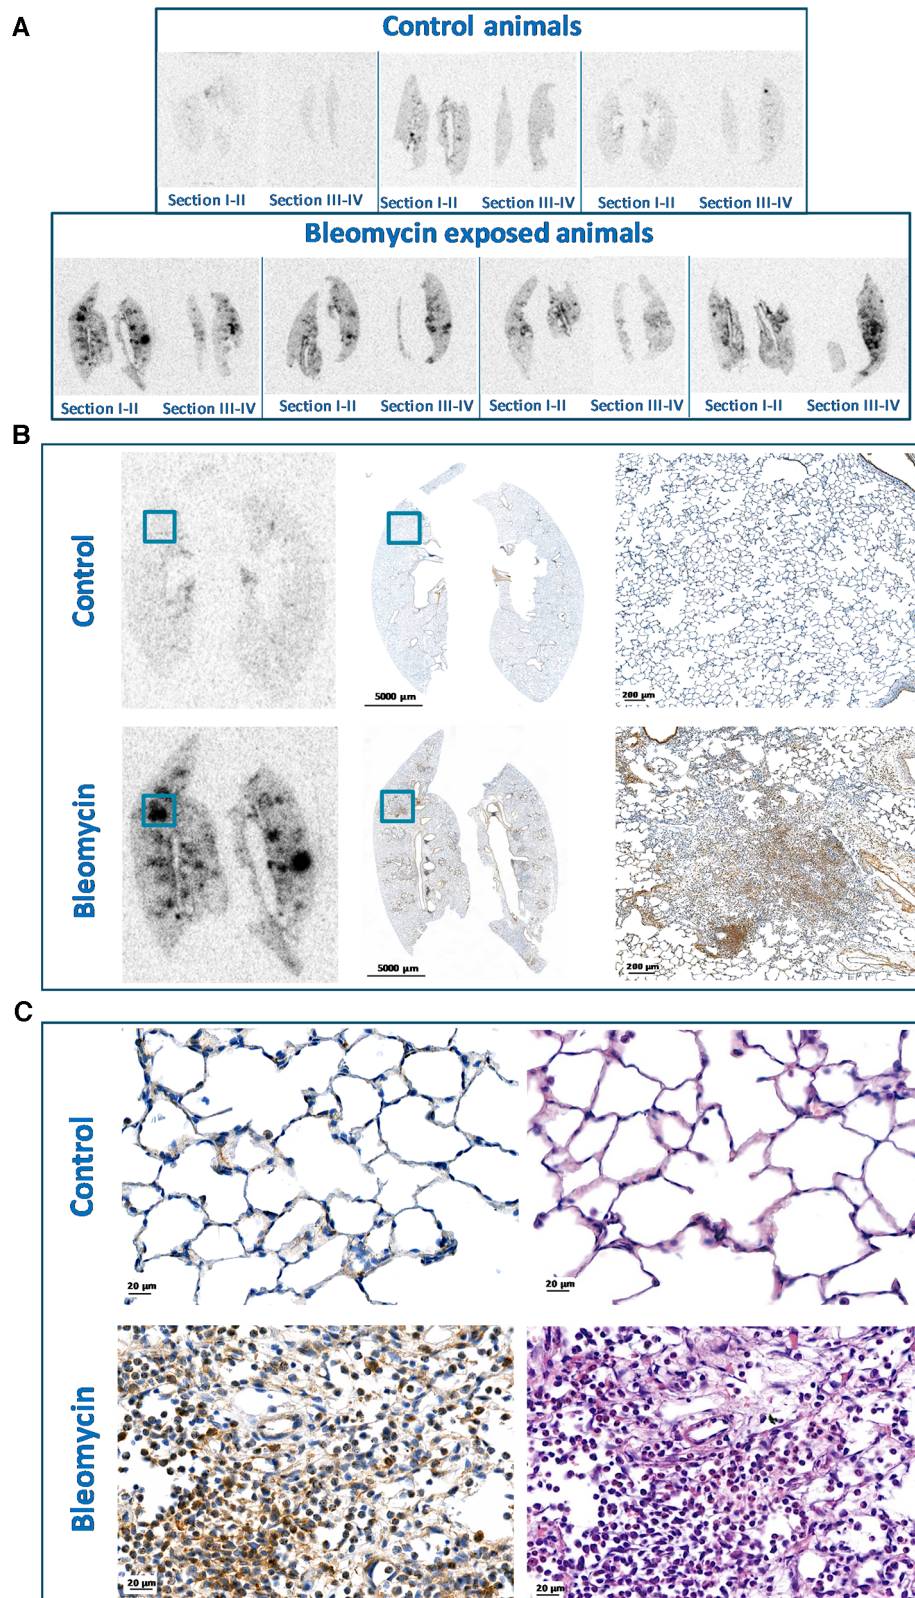 A
Control animals
Section I-II Section III-IV Section I-II Section III-IV Section I-II Section III-IV
Bleomycin exposed animals
Section I-II Section III-IV Section I-II Section III-IV Section I-II Section III-IV Section I-II Section III-IV
B
Control
5000 µm
200 µm
Bleomycin
5000 µm
200 µm
C
Control
20 µm
20 µm
Bleomycin
20 µm
20 µm